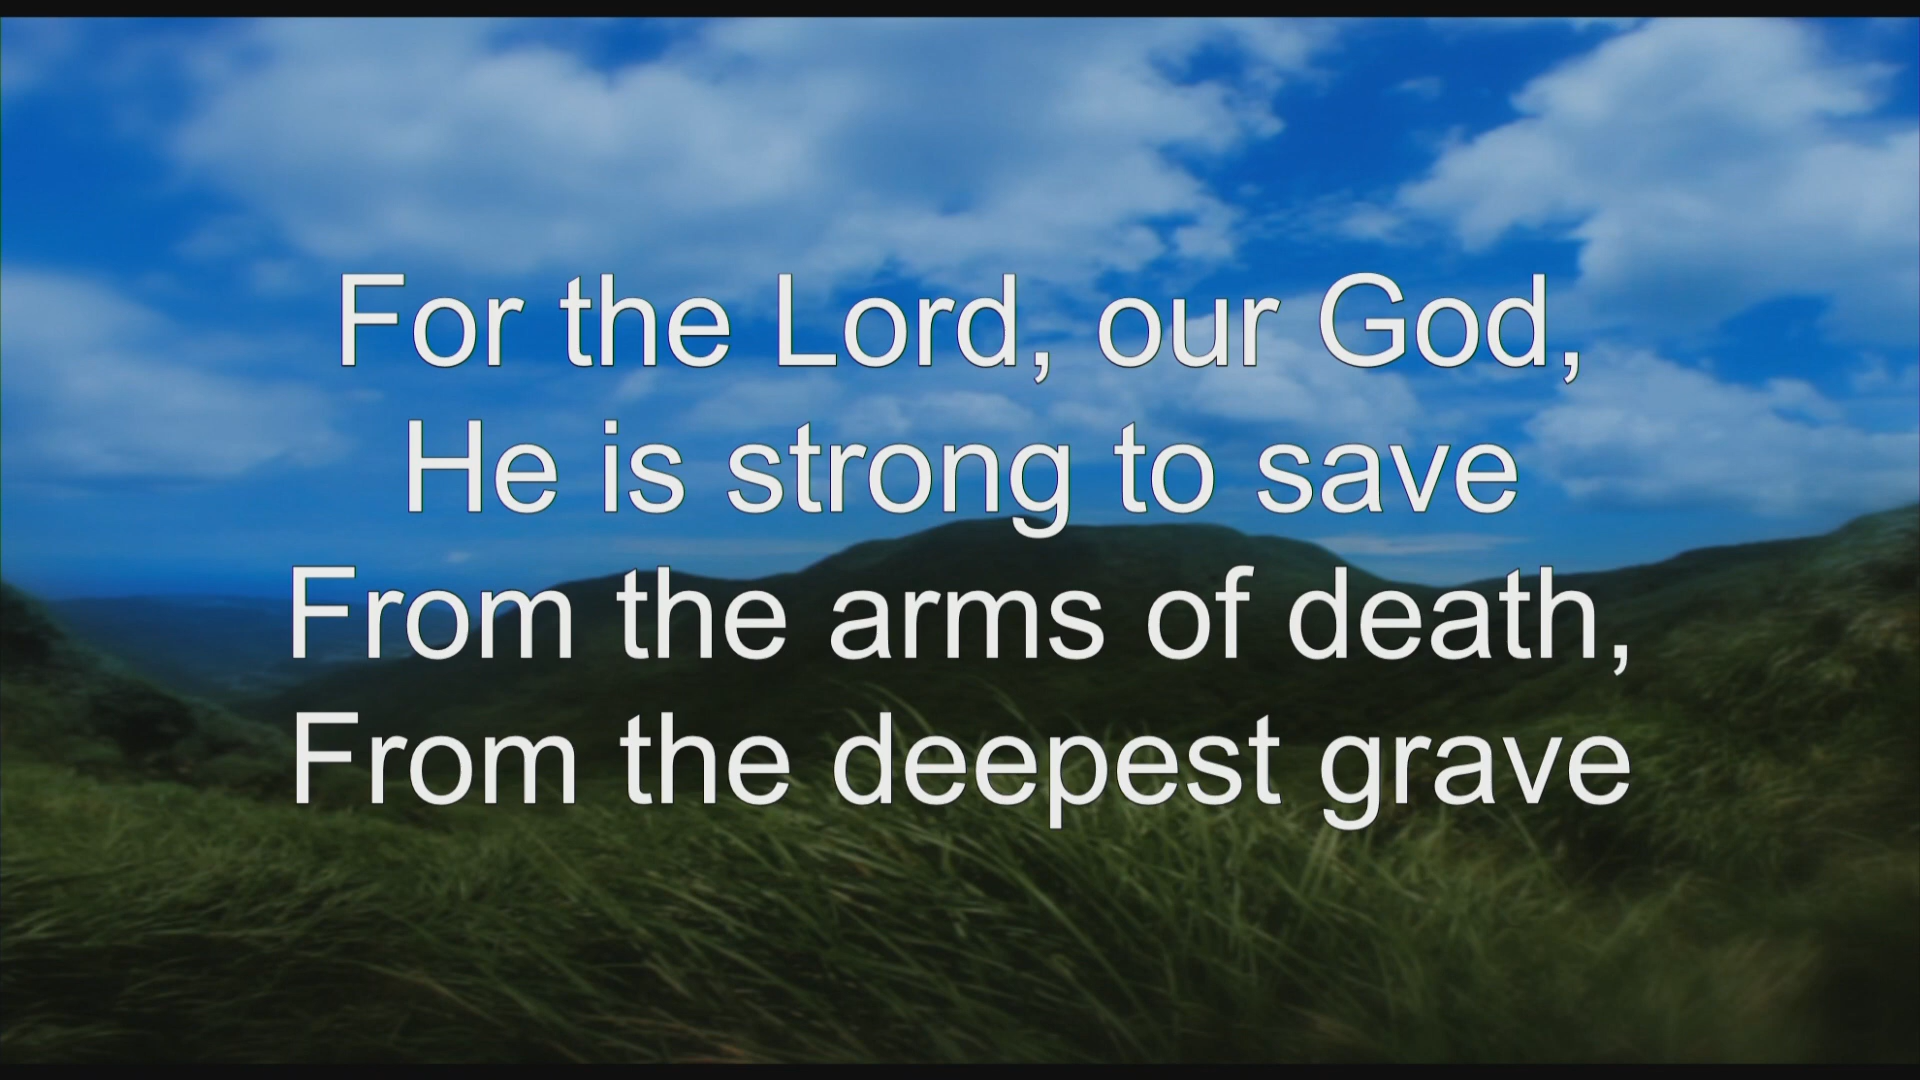 For the Lord, our God,
He is strong to save
From the arms of death,
From the deepest grave